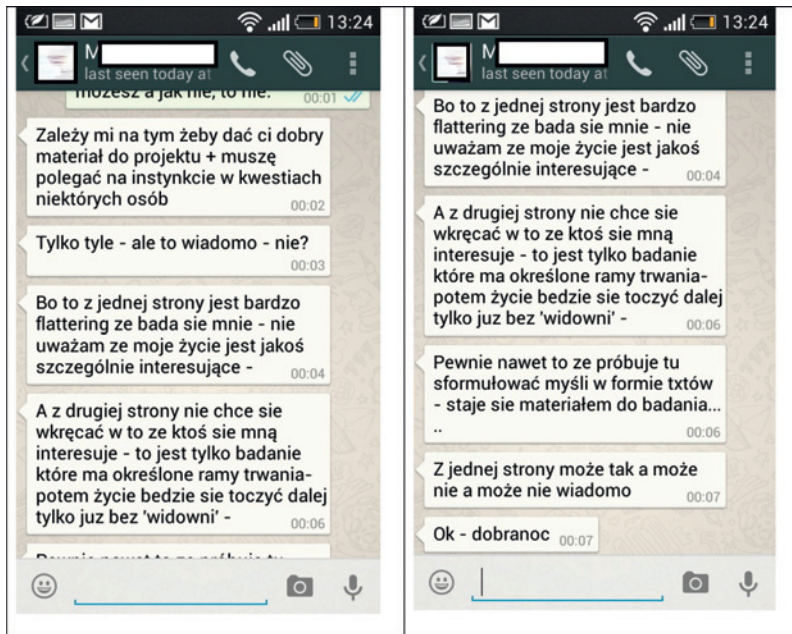 13:24
M
last seen today at
możesz a jak nie, to nie.
00:01
Zależy mi na tym żeby dać ci dobry
materiał do projektu + muszę
polegać na instynkcie w kwestiach
niektórych osób
00:02
Tylko tyle - ale to wiadomo - nie?
00:03
Bo to z jednej strony jest bardzo
flattering ze bada sie mnie - nie
uważam ze moje życie jest jakoś
szczególnie interesujące -
00:04
A z drugiej strony nie chce sie
wkręcać w to ze ktoś sie mną
interesuje - to jest tylko badanie
które ma określone ramy trwania-
potem życie bedzie sie toczyć dalej
tylko juz bez 'widowni' -
00:06
Pewnie nawet to ze próbuje tu
13:24
M
last seen today at
Bo to z jednej strony jest bardzo
flattering ze bada sie mnie - nie
uważam ze moje życie jest jakoś
szczególnie interesujące -
00:04
A z drugiej strony nie chce sie
wkręcać w to ze ktoś sie mną
interesuje - to jest tylko badanie
które ma określone ramy trwania-
potem życie bedzie sie toczyć dalej
tylko juz bez 'widowni' -
00:06
Pewnie nawet to ze próbuje tu
sformułować myśli w formie txtów
- staje sie materiałem do badania...
..
00:06
Z jednej strony może tak a może
nie a może nie wiadomo
00:07
Ok - dobranoc
00:07